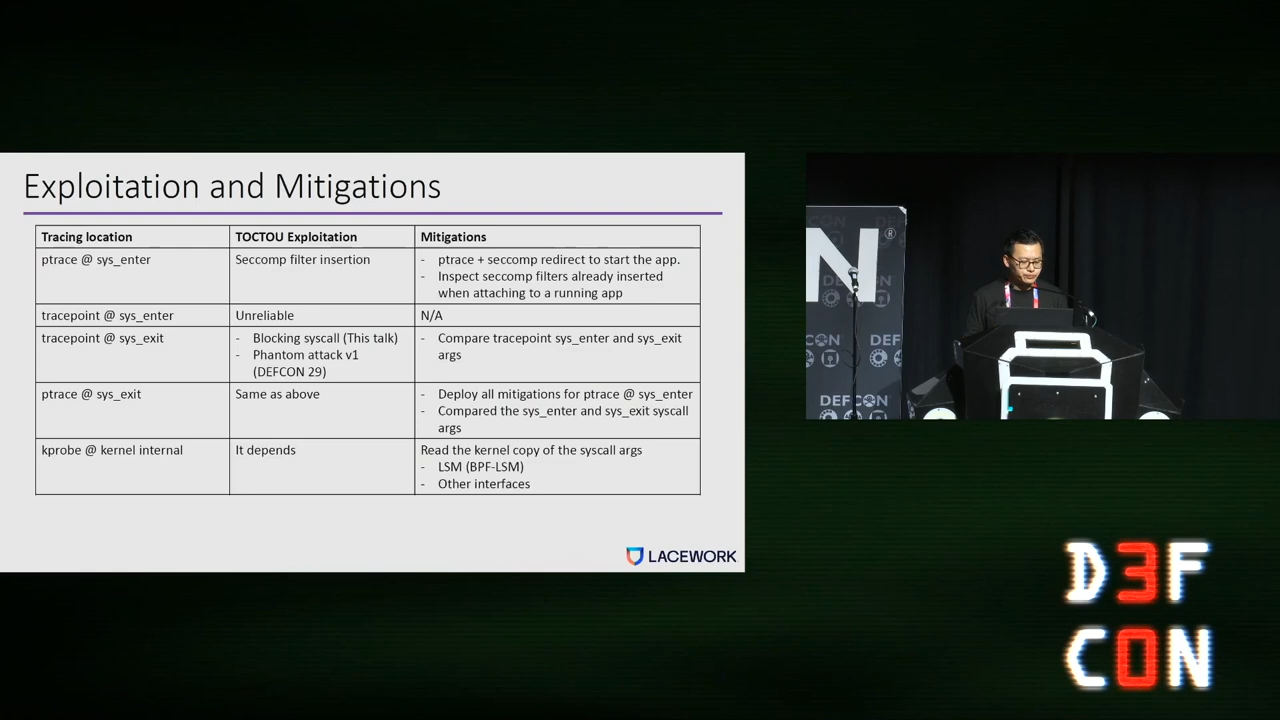 Exploitation and Mitigations
Tracing location TOCTOU Exploitation Mitigations
ptrace @ sys_enter
Seccomp filter insertion
- ptrace + seccomp redirect to start the app.
- Inspect seccomp filters already inserted
when attaching to a running app
tracepoint @ sys_enter
Unreliable
N/A
tracepoint @ sys_exit
- Blocking syscall (This talk)
- Phantom attack v1
(DEFCON 29)
- Compare tracepoint sys_enter and sys_exit
args
ptrace @ sys_exit
Same as above
- Deploy all mitigations for ptrace @ sys_enter
- Compared the sys_enter and sys_exit syscall
args
kprobe @ kernel internal
It depends
Read the kernel copy of the syscall args
- LSM (BPF-LSM)
- Other interfaces
LACEWORK
N®
DEFCON
DEFCON
DEFCON
D3F
C0N